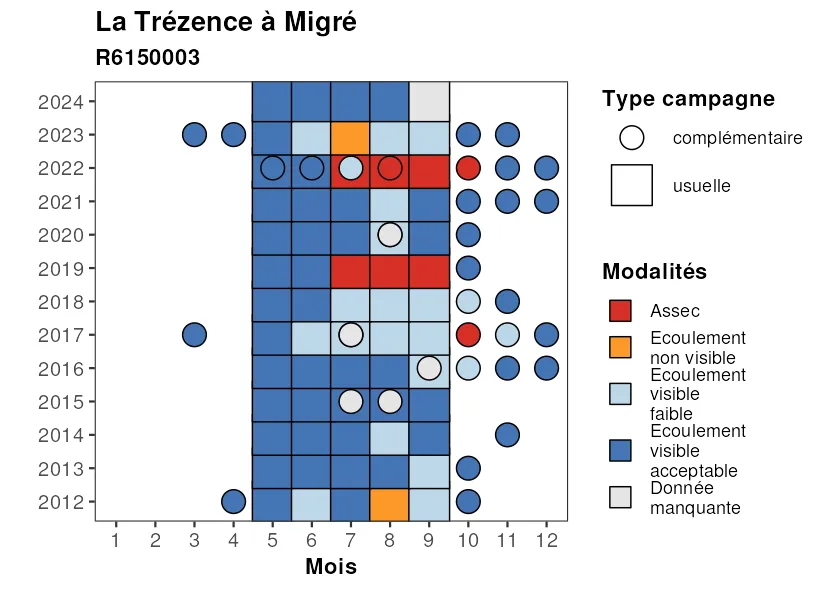 La Trézence à Migré
R6150003
2024
2023
2022
2021
2020
2019
2018
2017
2016
2015
2014
2013
2012
1 2 3 4 5 6 7 8 9 10 11 12
Mois
Type campagne
complémentaire
usuelle
Modalités
Assec
Ecoulement
non visible
Ecoulement
visible
faible
Ecoulement
visible
acceptable
Donnée
manquante